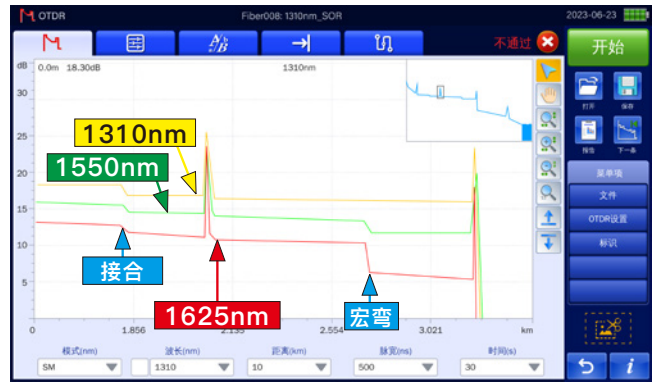 OTDR
Fiber008: 1310nm_SOR
2023-06-23
不通过
开始
dB
0.0m 18.30dB
1310nm
30
25
20
15
10
5
0
1.856
2.195
2.554
3.021
km
1310nm
1550nm
1625nm
接合
宏弯
打开
保存
报告
下一条
菜单项
文件
OTDR设置
标识
模式(nm)
波长(nm)
距离(km)
脉宽(ns)
时间(s)
SM
1310
10
500
30